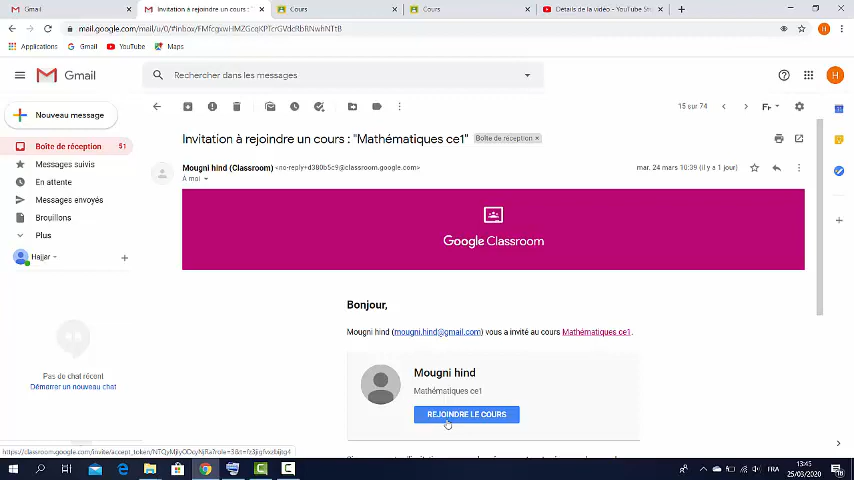 Gmail
Invitation à rejoindre un cours : "
Cours
Cours
Détails de la vidéo - YouTube St
mail.google.com/mail/u/0/#inbox/FMfcgxwHMZGcqKPTcrGVdcRbRNwhNTtB
Applications
Gmail
YouTube
Maps
Gmail
Rechercher dans les messages
Nouveau message
15 sur 74
Fr
Invitation à rejoindre un cours : "Mathématiques ce1"
Boîte de réception ×
Boîte de réception 51
Messages suivis
En attente
Messages envoyés
Brouillons
Plus
Hajjar
Mougni hind (Classroom) <no-reply+d380b5c9@classroom.google.com>
mar. 24 mars 10:39 (il y a 1 jour)
À moi
Google Classroom
Bonjour,
Mougni hind (mougni.hind@gmail.com) vous a invité au cours Mathématiques ce1.
Mougni hind
Mathématiques ce1
REJOINDRE LE COURS
Pas de chat récent
Démarrer un nouveau chat
FRA
13:45
25/03/2020